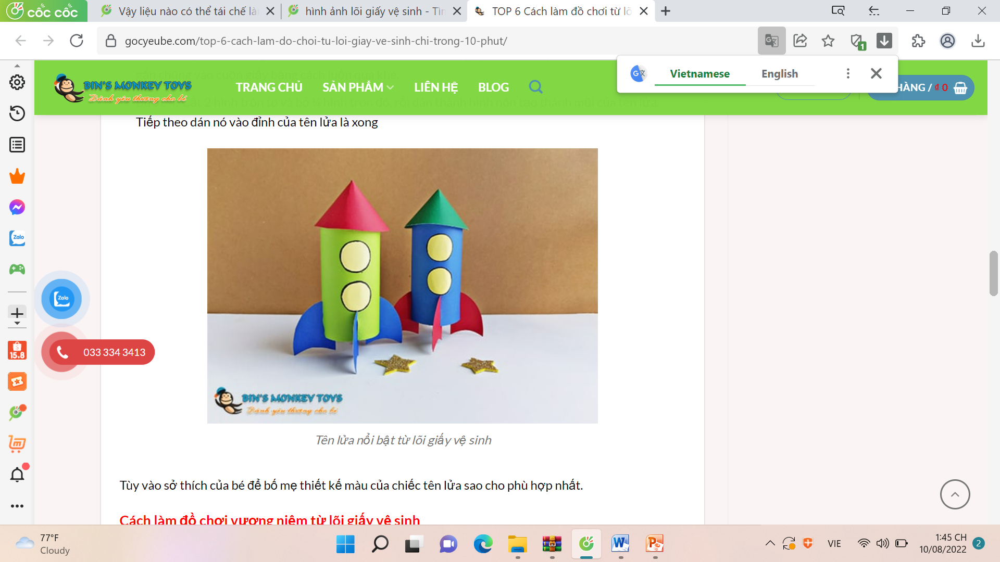 cốc cốc
Vậy liệu nào có thể tái chế là
hình ảnh lõi giấy vệ sinh - Tìn
TOP 6 Cách làm đồ chơi từ lõ
gocyeube.com/top-6-cach-lam-do-choi-tu-loi-giay-ve-sinh-chi-trong-10-phut/
1
Vietnamese
English
BIN'S MONKEY TOYS
Dành yêu thương cho bé
TRANG CHỦ
SẢN PHẨM
LIÊN HỆ
BLOG
HÀNG / ₫ 0
Tiếp theo dán nó vào đỉnh của tên lửa là xong
Zalo
Zalo
15.8
033 334 3413
BIN'S MONKEY TOYS
Dành yêu thương cho bé
Tên lửa nổi bật từ lõi giấy vệ sinh
Tùy vào sở thích của bé để bố mẹ thiết kế màu của chiếc tên lửa sao cho phù hợp nhất.
Cách làm đồ chơi vương niệm từ lõi giấy vệ sinh
77°F
Cloudy
VIE
1:45 CH
10/08/2022
2